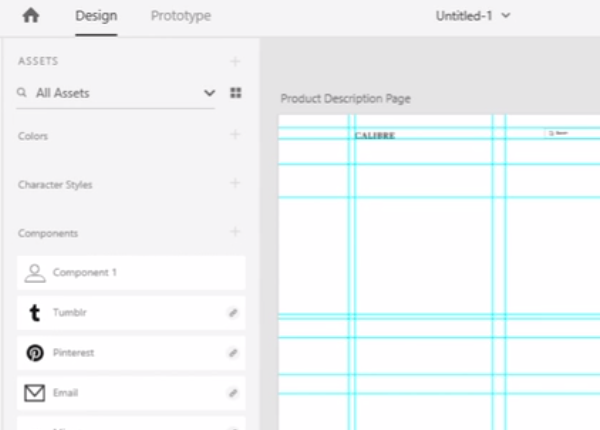 Design Prototype Untitled-1
ASSETS
All Assets
Product Description Page
Colors
CALIBRE
Search
Character Styles
Components
Component 1
Tumblr
Pinterest
Email